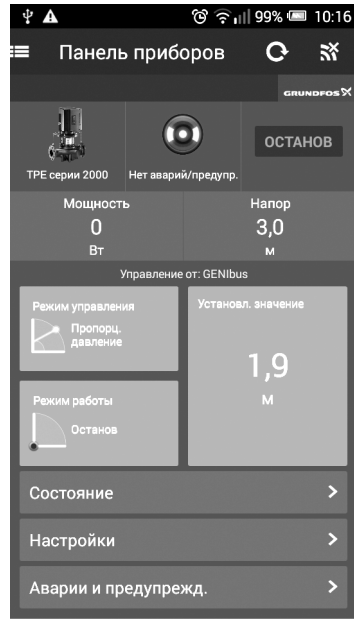 99% 10:16
Панель приборов
GRUNDFOS
TPE серии 2000
Нет аварий/предупр.
ОСТАНОВ
Мощность
0
Вт
Напор
3,0
м
Управление от: GENIbus
Режим управления
Пропорц.
давление
Установл. значение
1,9
м
Режим работы
Останов
Состояние
Настройки
Аварии и предупрежд.